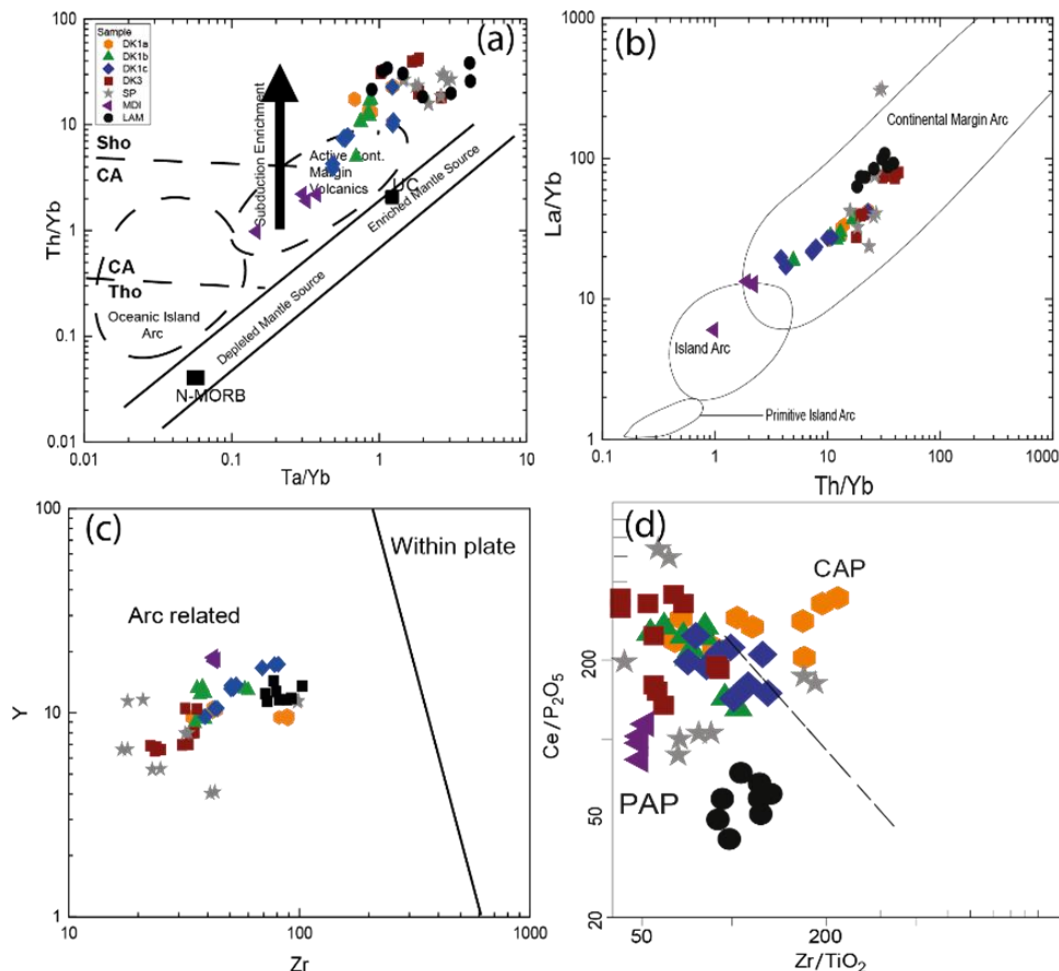 (a)
Sample
DK1a
DK1b
DK1c
DK3
SP
MDI
LAM
100
10
1
0.1
0.01
Th/Yb
Sho
CA
CA
Tho
Subduction Enrichment
Active Cont.
Margin
Volcanics
UC
Enriched Mantle Source
Depleted Mantle Source
Oceanic Island
Arc
N-MORB
0.01
0.1
1
10
Ta/Yb
(b)
1000
100
10
1
La/Yb
Continental Margin
Arc
Island Arc
Primitive Island Arc
0.1
1
10
100
1000
Th/Yb
(c)
100
10
1
Y
Arc related
Within plate
10
100
1000
Zr
(d)
CAP
PAP
200
50
20
Ce/P₂O₅
50
200
Zr/TiO₂